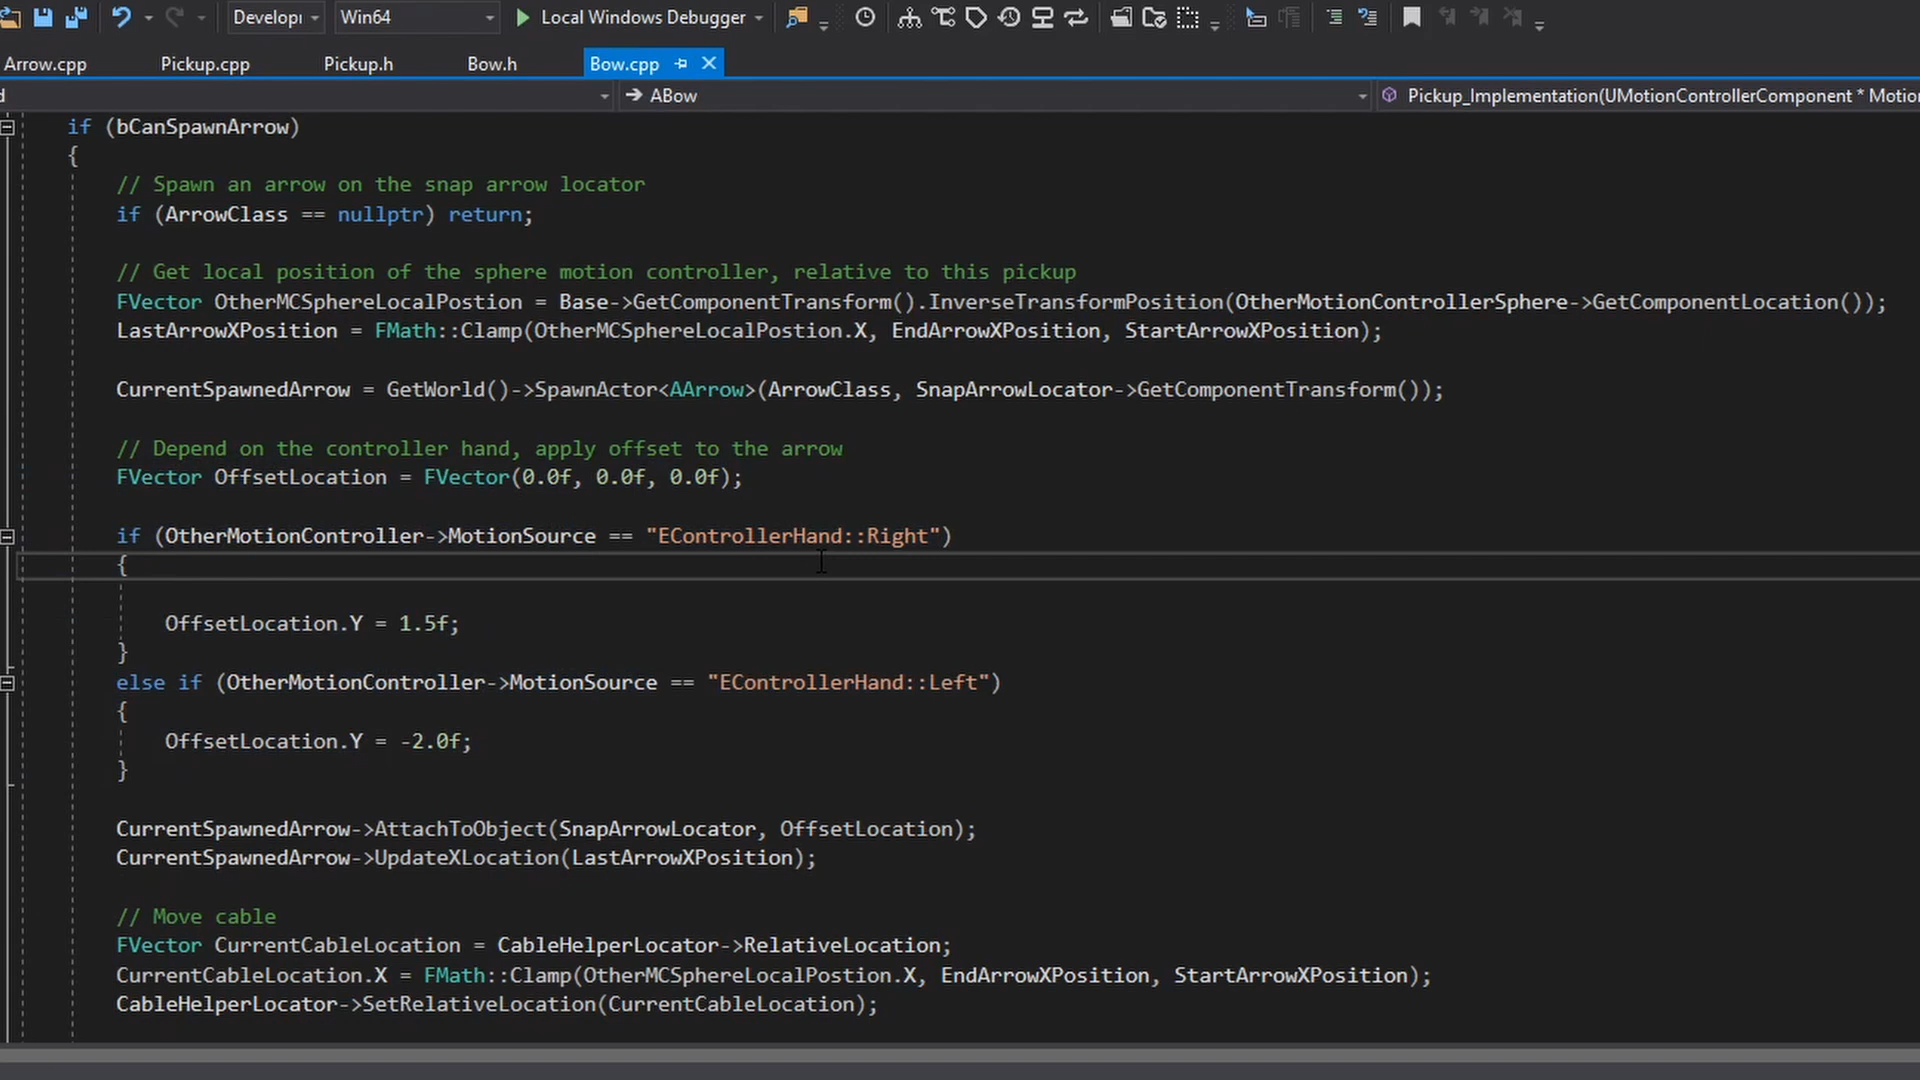 Developi Win64 Local Windows Debugger
Arrow.cpp Pickup.cpp Pickup.h Bow.h Bow.cpp
d ABow Pickup_Implementation(UMotionControllerComponent * Motion
if (bCanSpawnArrow)
{
// Spawn an arrow on the snap arrow locator
if (ArrowClass == nullptr) return;
// Get local position of the sphere motion controller, relative to this pickup
FVector OtherMCSphereLocalPostion = Base->GetComponentTransform().InverseTransformPosition(OtherMotionControllerSphere->GetComponentLocation());
LastArrowXPosition = FMath::Clamp(OtherMCSphereLocalPostion.X, EndArrowXPosition, StartArrowXPosition);
CurrentSpawnedArrow = GetWorld()->SpawnActor<AArrow>(ArrowClass, SnapArrowLocator->GetComponentTransform());
// Depend on the controller hand, apply offset to the arrow
FVector OffsetLocation = FVector(0.0f, 0.0f, 0.0f);
if (OtherMotionController->MotionSource == "EControllerHand::Right")
{
OffsetLocation.Y = 1.5f;
}
else if (OtherMotionController->MotionSource == "EControllerHand::Left")
{
OffsetLocation.Y = -2.0f;
}
CurrentSpawnedArrow->AttachToObject(SnapArrowLocator, OffsetLocation);
CurrentSpawnedArrow->UpdateXLocation(LastArrowXPosition);
// Move cable
FVector CurrentCableLocation = CableHelperLocator->RelativeLocation;
CurrentCableLocation.X = FMath::Clamp(OtherMCSphereLocalPostion.X, EndArrowXPosition, StartArrowXPosition);
CableHelperLocator->SetRelativeLocation(CurrentCableLocation);